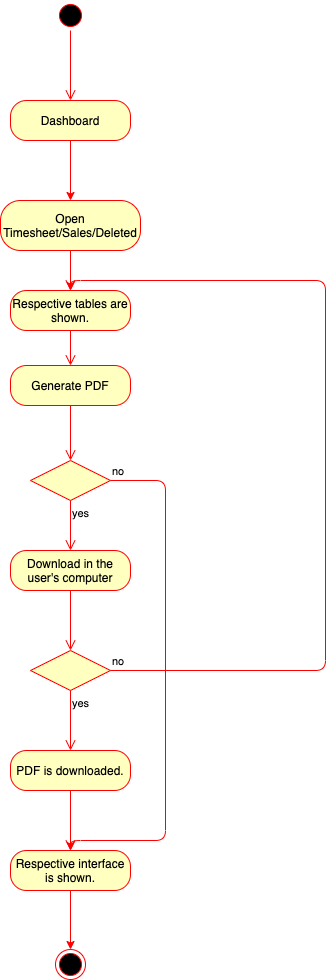 Dashboard
Open
Timesheet/Sales/Deleted
Respective tables are
shown.
Generate PDF
no
yes
Download in the
user's computer
no
yes
PDF is downloaded.
Respective interface
is shown.